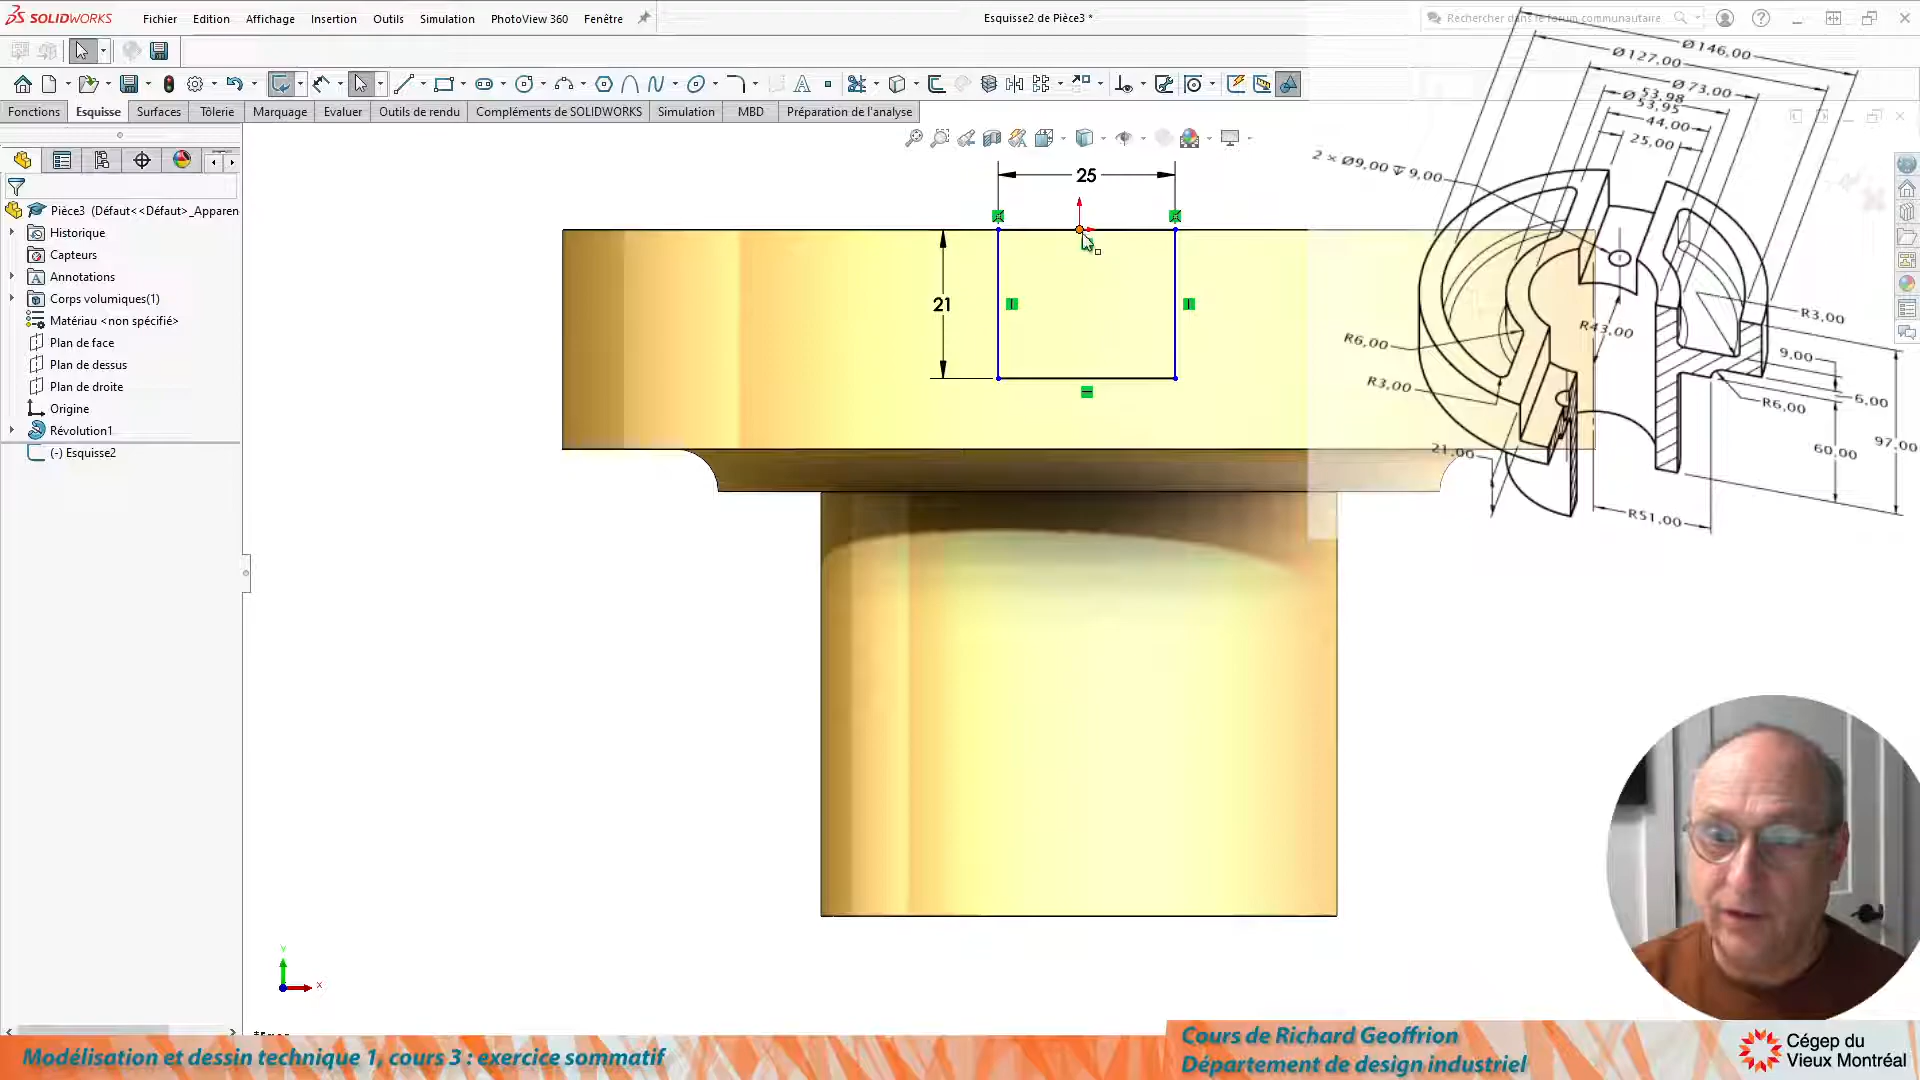 SOLIDWORKS
Fichier Edition Affichage Insertion Outils Simulation PhotoView 360 Fenêtre
Esquisse2 de Pièce3 *
Rechercher dans le forum communautaire
Fonctions Esquisse Surfaces Tôlerie Marquage Evaluer Outils de rendu Compléments de SOLIDWORKS Simulation MBD Préparation de l'analyse
Pièce3 (Défaut<<Défaut>_Apparen
Historique
Capteurs
Annotations
Corps volumiques(1)
Matériau <non spécifié>
Plan de face
Plan de dessus
Plan de droite
Origine
Révolution1
(-) Esquisse2
25
21
Ø146,00
Ø127,00
Ø73,00
53,98
Ø53,95
44,00
25,00
2 × Ø9,00 ↧ 9,00
R3,00
R43,00
R6,00
9,00
R3,00
R6,00
6,00
97,00
60,00
21,00
R51,00
Y
X
Modélisation et dessin technique 1, cours 3 : exercice sommatif
Cours de Richard Geoffrion
Département de design industriel
Cégep du
Vieux Montréal